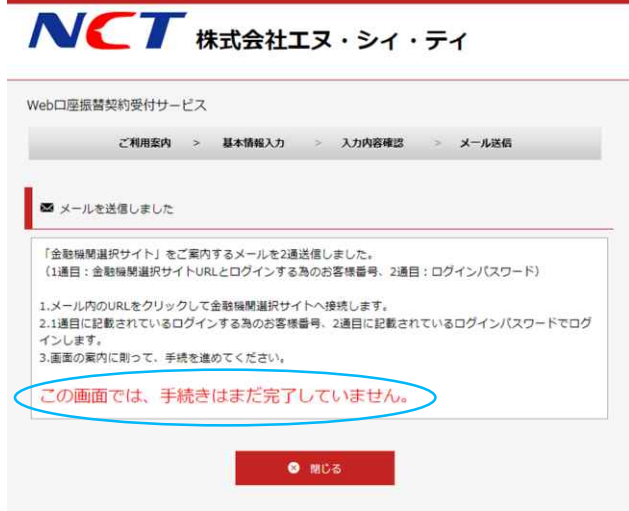 NCT 株式会社エヌ・シィ・ティ
Web口座振替契約受付サービス
ご利用案内 > 基本情報入力 > 入力内容確認 > メール送信
メールを送信しました
「金融機関選択サイト」をご案内するメールを2通送信しました。
（1通目：金融機関選択サイトURLとログインする為のお客様番号、2通目：ログインパスワード）
1.メール内のURLをクリックして金融機関選択サイトへ接続します。
2.1通目に記載されているログインする為のお客様番号、2通目に記載されているログインパスワードでログ
インします。
3.画面の案内に則って、手続を進めてください。
この画面では、手続きはまだ完了していません。
閉じる